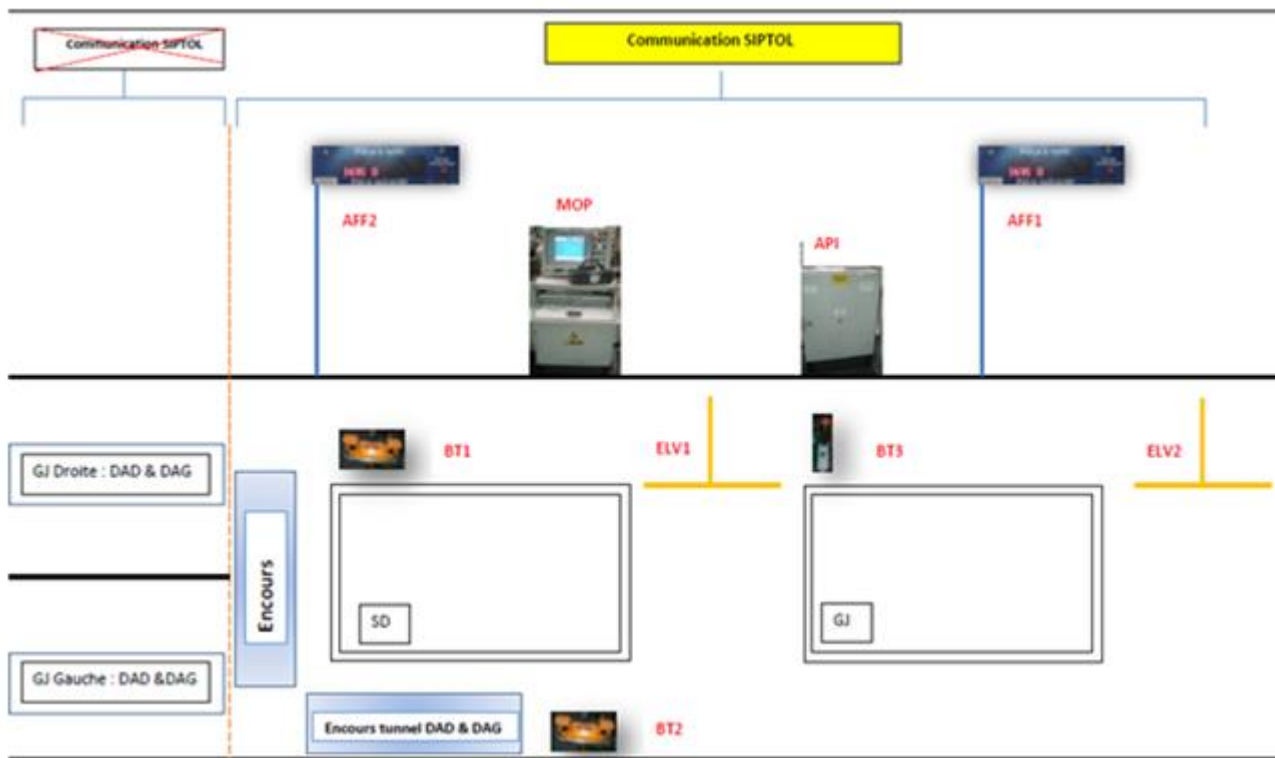 Communication SIPTOL
Communication SIPTOL
AFF2
MOP
API
AFF1
GJ Droite : DAD & DAG
BT1
ELV1
BT3
ELV2
Encours
SD
GJ
GJ Gauche : DAD &DAG
Encours tunnel DAD & DAG
BT2